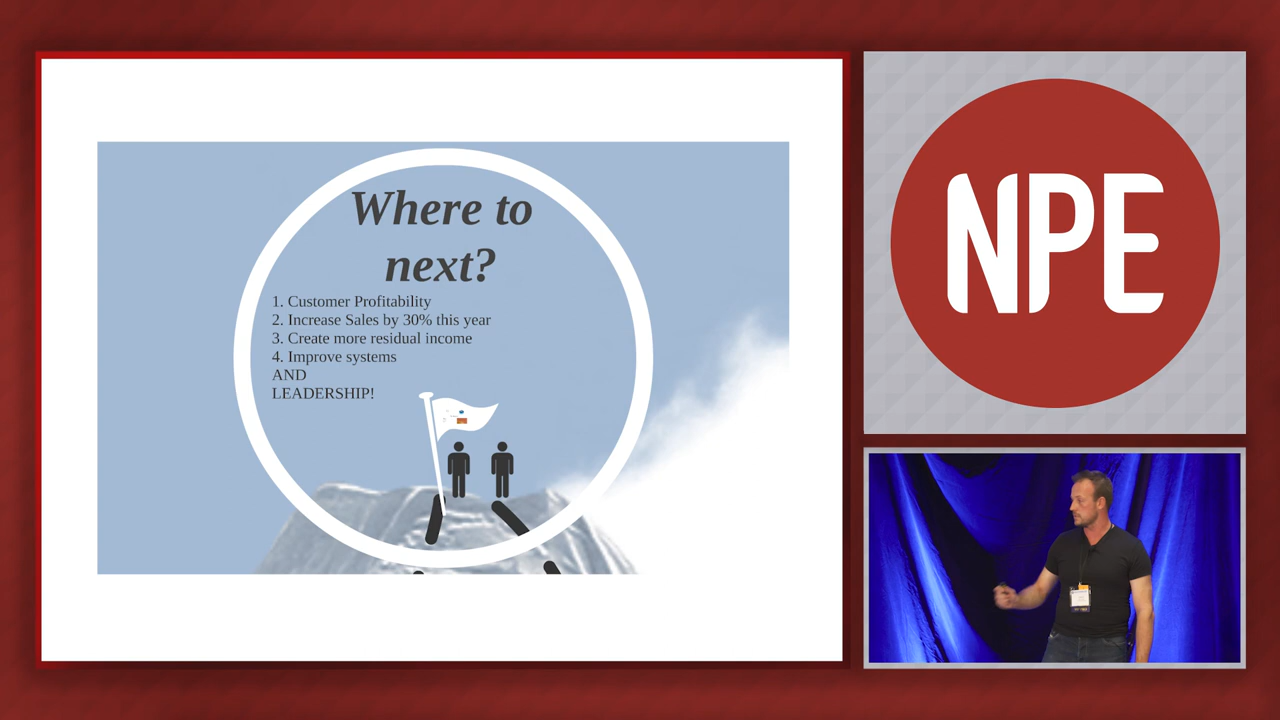 Where to
next?
1. Customer Profitability
2. Increase Sales by 30% this year
3. Create more residual income
4. Improve systems
AND
LEADERSHIP!
NPE